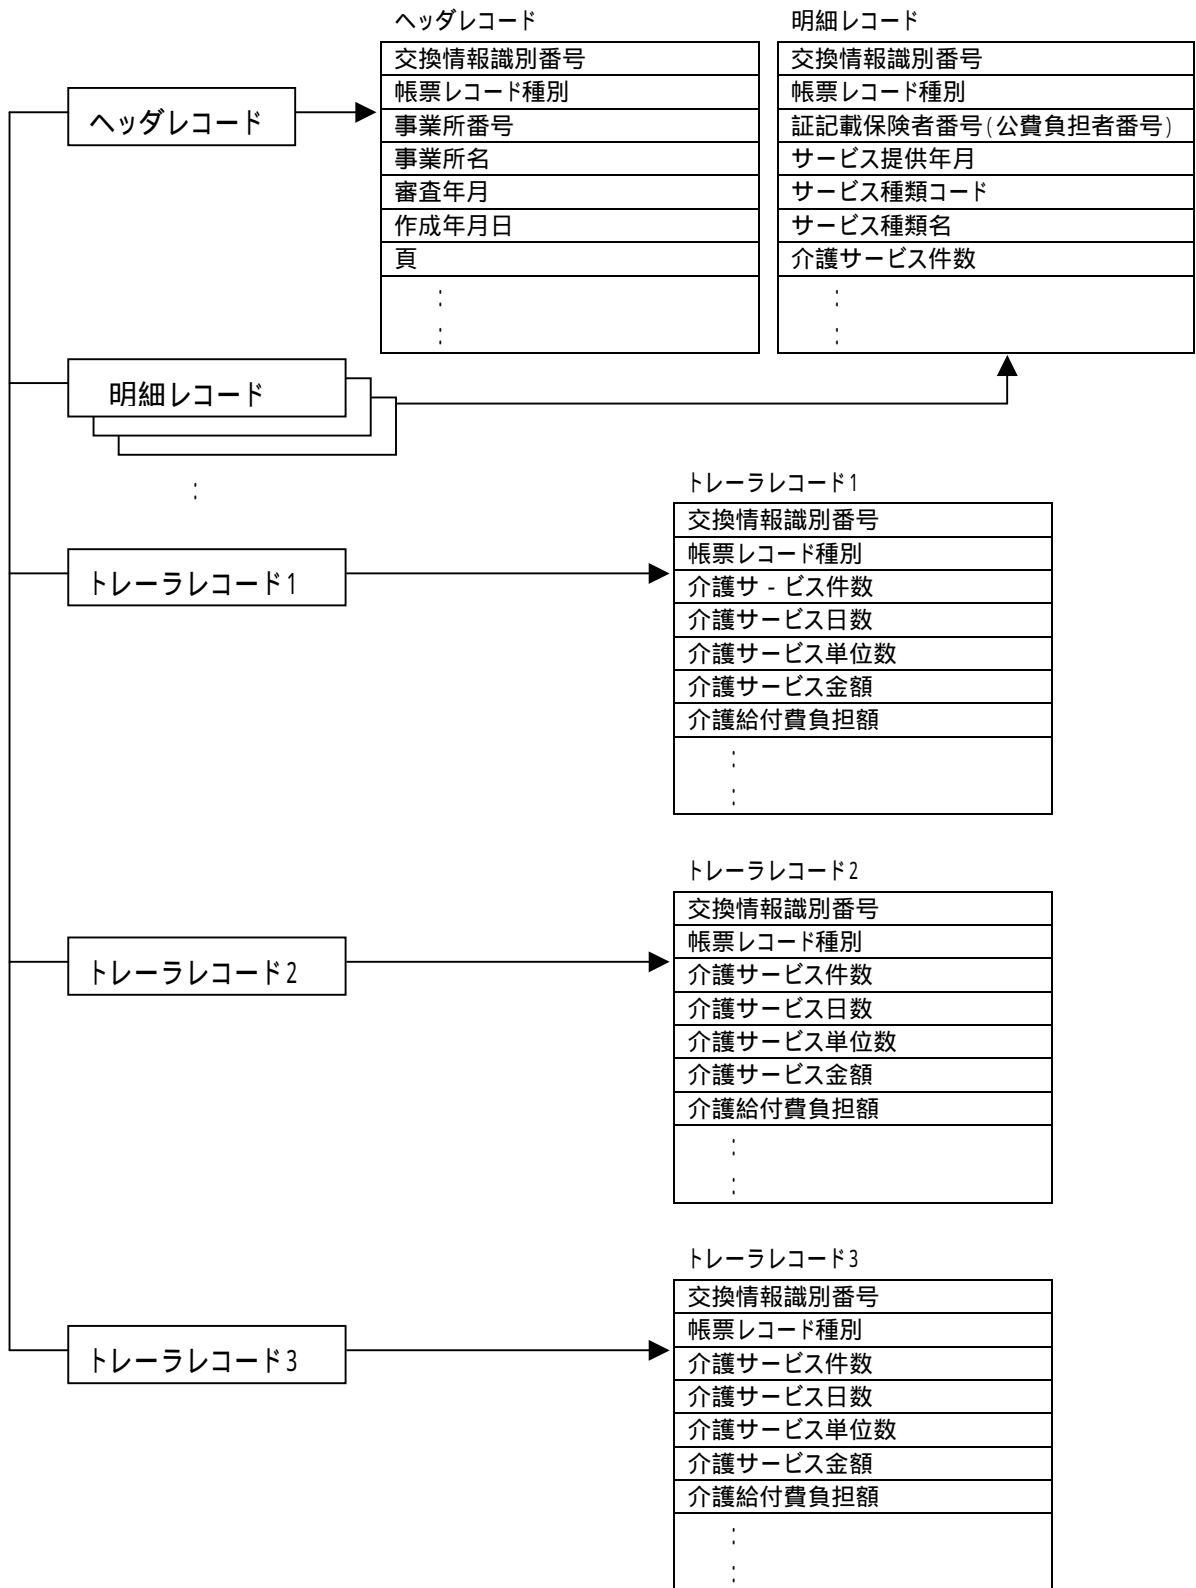 ヘッダレコード
交換情報識別番号
帳票レコード種別
事業所番号
事業所名
審査年月
作成年月日
頁
:
:
明細レコード
交換情報識別番号
帳票レコード種別
証記載保険者番号(公費負担者番号)
サービス提供年月
サービス種類コード
サービス種類名
介護サービス件数
:
:
ヘッダレコード
明細レコード
:
トレーラレコード1
トレーラレコード1
交換情報識別番号
帳票レコード種別
介護サ-ビス件数
介護サービス日数
介護サービス単位数
介護サービス金額
介護給付費負担額
:
:
トレーラレコード2
トレーラレコード2
交換情報識別番号
帳票レコード種別
介護サービス件数
介護サービス日数
介護サービス単位数
介護サービス金額
介護給付費負担額
:
:
トレーラレコード3
トレーラレコード3
交換情報識別番号
帳票レコード種別
介護サービス件数
介護サービス日数
介護サービス単位数
介護サービス金額
介護給付費負担額
:
: